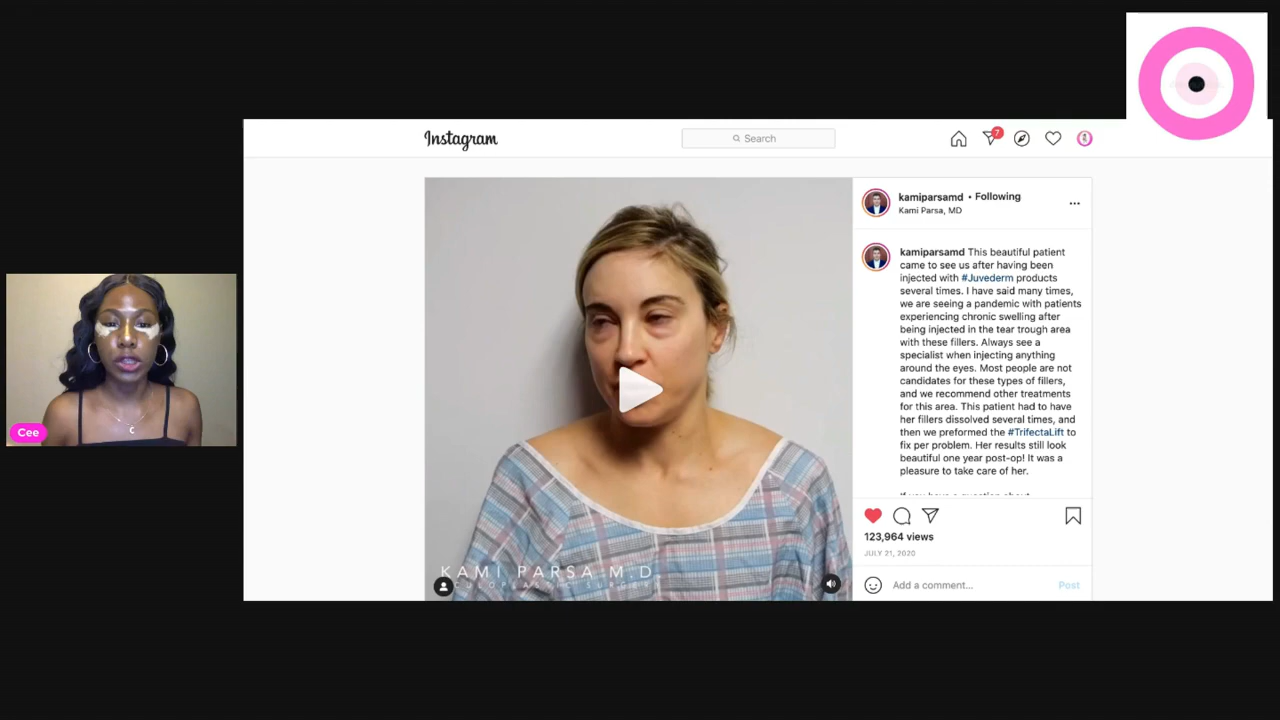 Instagram
Search
7
kamiparsamd • Following
Kami Parsa, MD
kamiparsamd This beautiful patient
came to see us after having been
injected with #Juvederm products
several times. I have said many times,
we are seeing a pandemic with patients
experiencing chronic swelling after
being injected in the tear trough area
with these fillers. Always see a
specialist when injecting anything
around the eyes. Most people are not
candidates for these types of fillers,
and we recommend other treatments
for this area. This patient had to have
her fillers dissolved several times, and
then we preformed the #TrifectaLift to
fix per problem. Her results still look
beautiful one year post-op! It was a
pleasure to take care of her.
If you have a question about
123,964 views
JULY 21, 2020
Add a comment... Post
KAMI PARSA M.D.
Cee